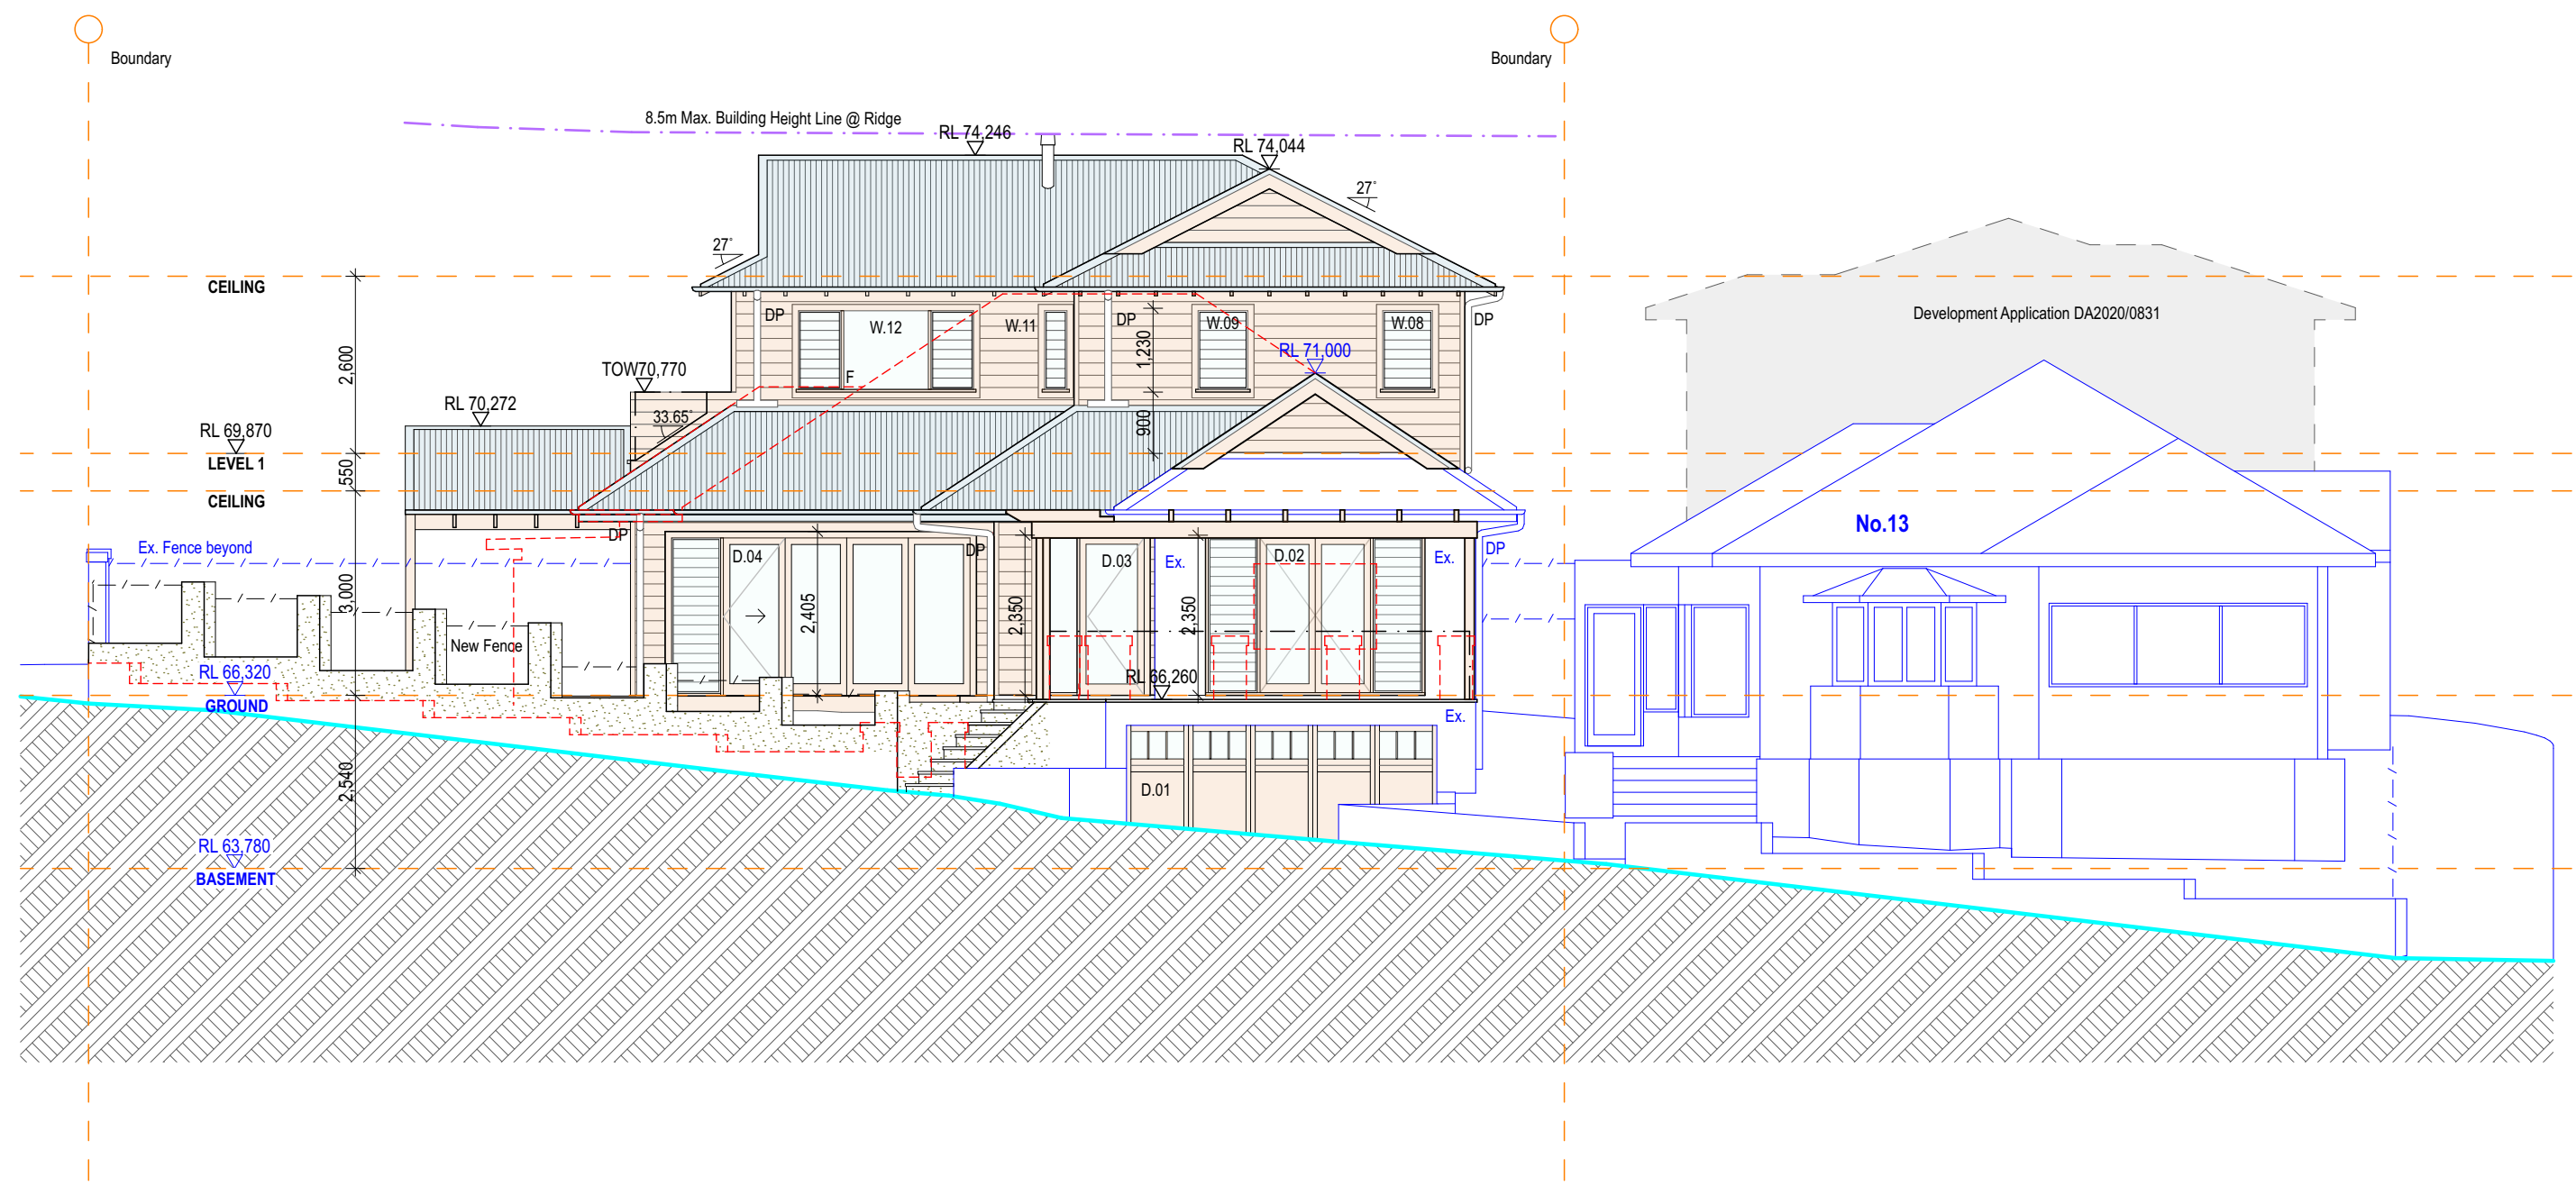 Boundary
Boundary
8.5m Max. Building Height Line @ Ridge
RL 74,246
RL 74,044
27°
27°
CEILING
Development Application DA2020/0831
DP
W.12
W.11
DP
W.09
W.08
DP
1,230
2,600
RL 71,000
TOW70,770
F
RL 70,272
33.65°
900
RL 69,870
LEVEL 1
550
CEILING
No.13
DP
Ex. Fence beyond
D.04
DP
D.03
Ex.
D.02
Ex.
DP
3,000
2,405
2,350
2,350
New Fence
RL 66,320
RL 66,260
GROUND
Ex.
2,540
D.01
RL 63,780
BASEMENT